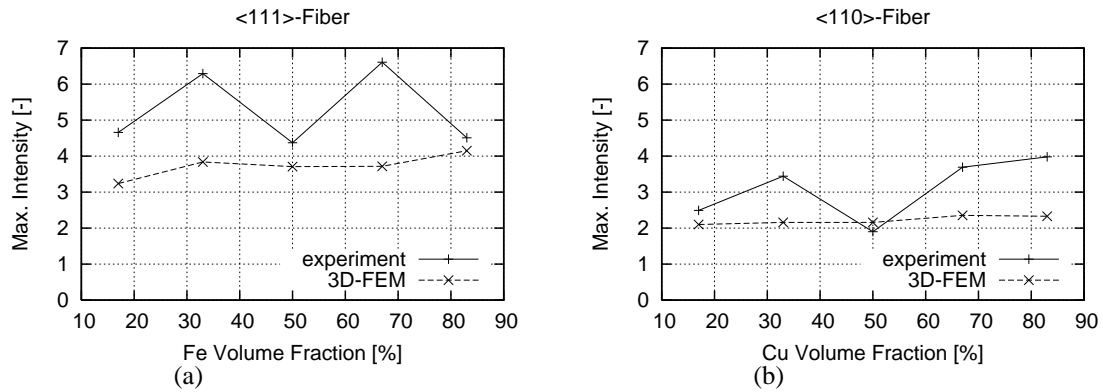 <111>-Fiber
Max. Intensity [-]
7
6
5
4
3
2
1
0
experiment
3D-FEM
10 20 30 40 50 60 70 80 90
Fe Volume Fraction [%]
(a)
<110>-Fiber
Max. Intensity [-]
7
6
5
4
3
2
1
0
experiment
3D-FEM
10 20 30 40 50 60 70 80 90
Cu Volume Fraction [%]
(b)